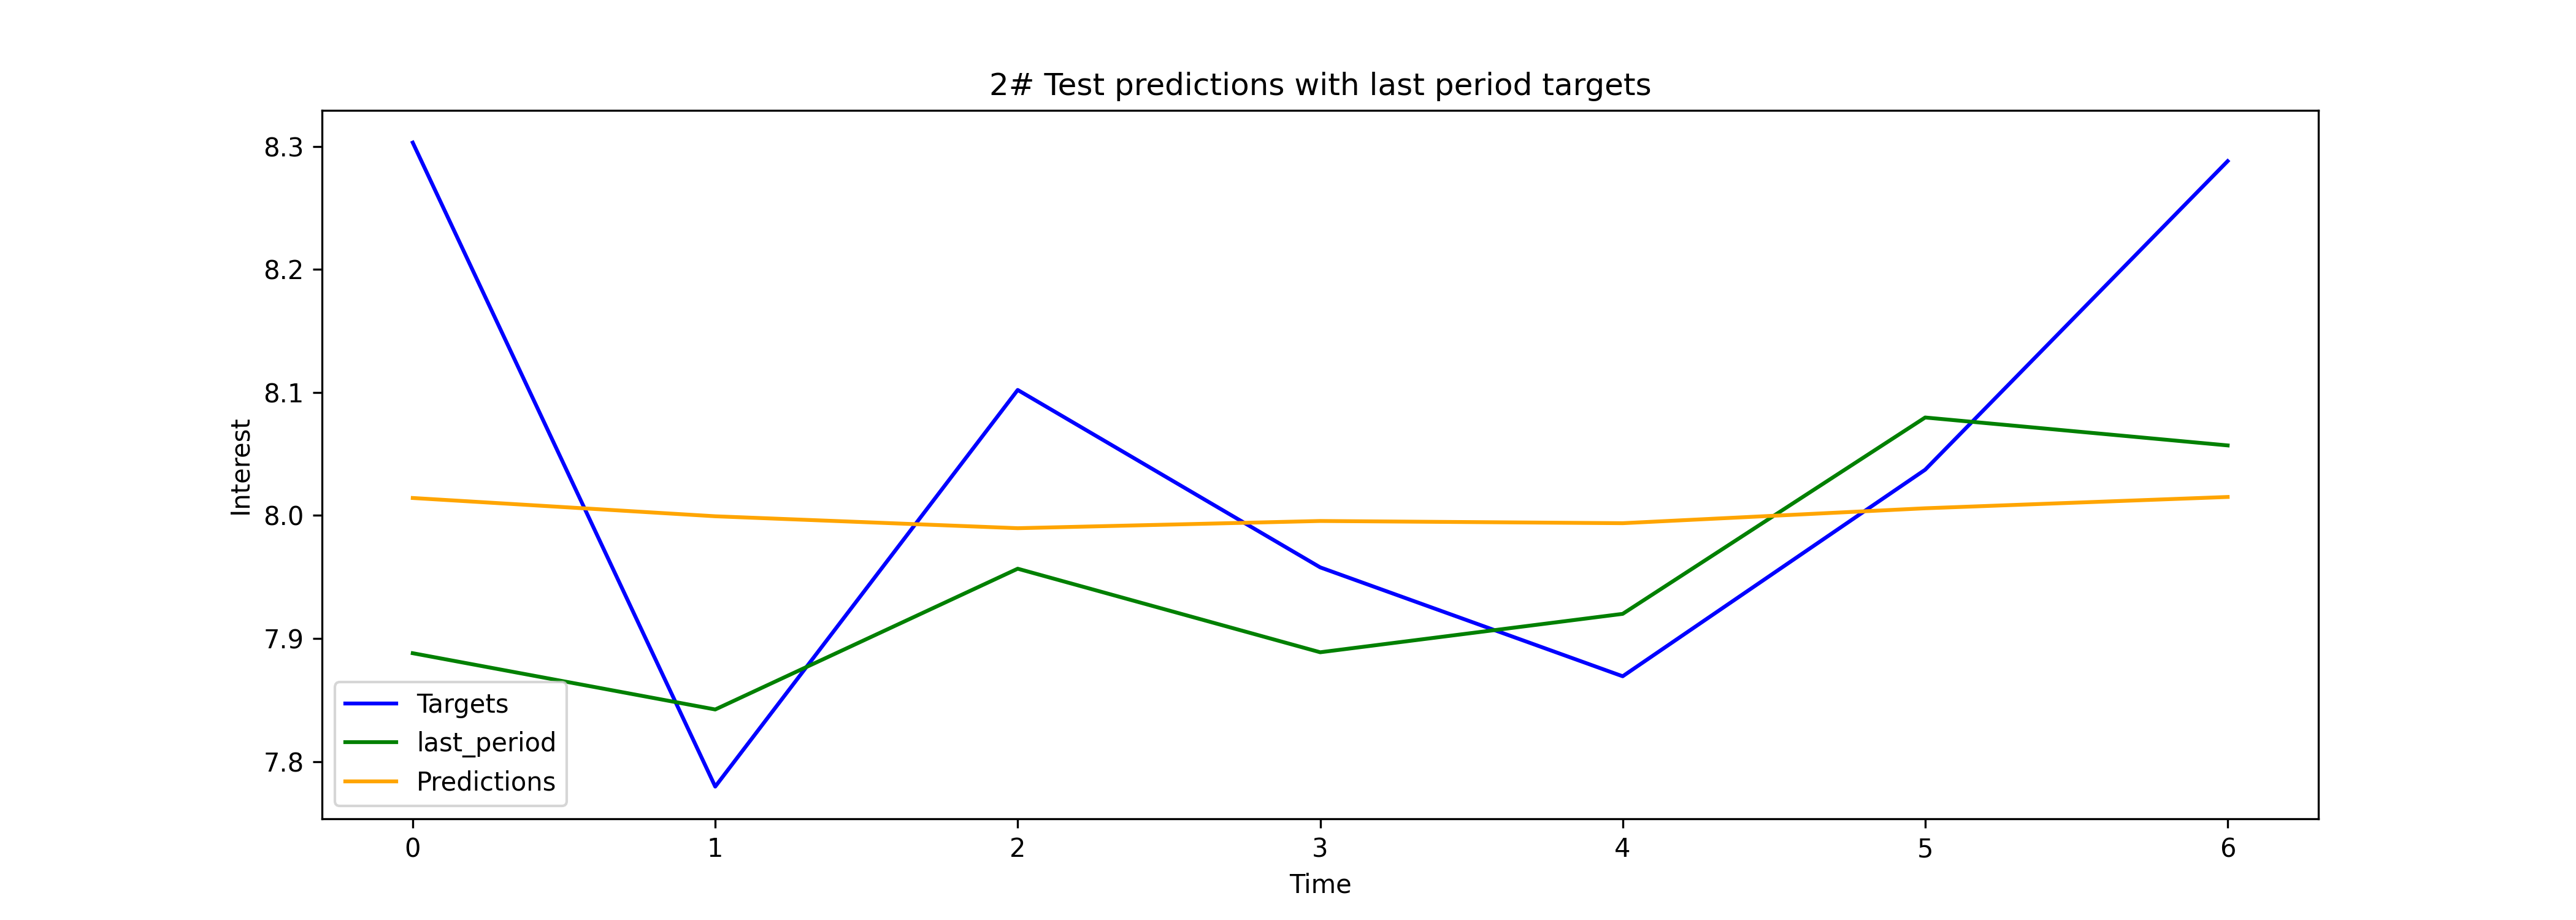 2# Test predictions with last period targets
8.3
8.2
8.1
8.0
7.9
7.8
Interest
Targets
last_period
Predictions
0 1 2 3 4 5 6
Time